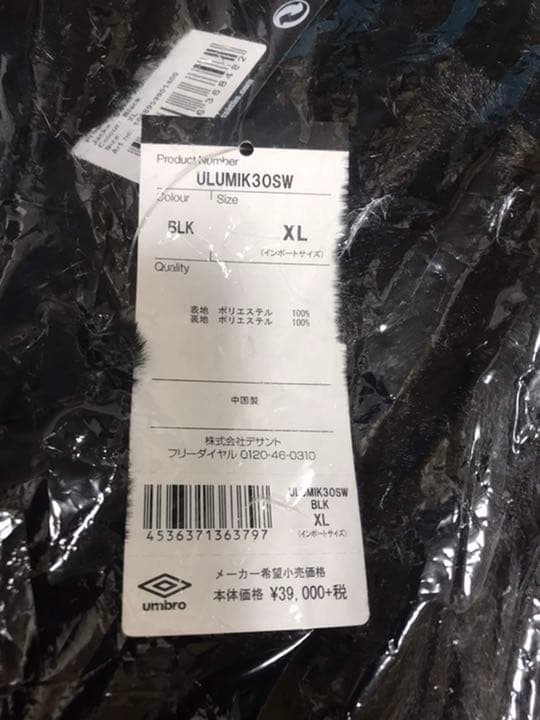 Product Number
ULUMIK30SW
Colour Size
BLK XL
(インポートサイズ)
Quality
表地 ポリエステル 100%
裏地 ポリエステル 100%
中国製
株式会社デサント
フリーダイヤル 0120-46-0310
ULUMIK30SW
BLK
XL
(インポートサイズ)
4536371363797
メーカー希望小売価格
本体価格 ¥39,000+税
umbro